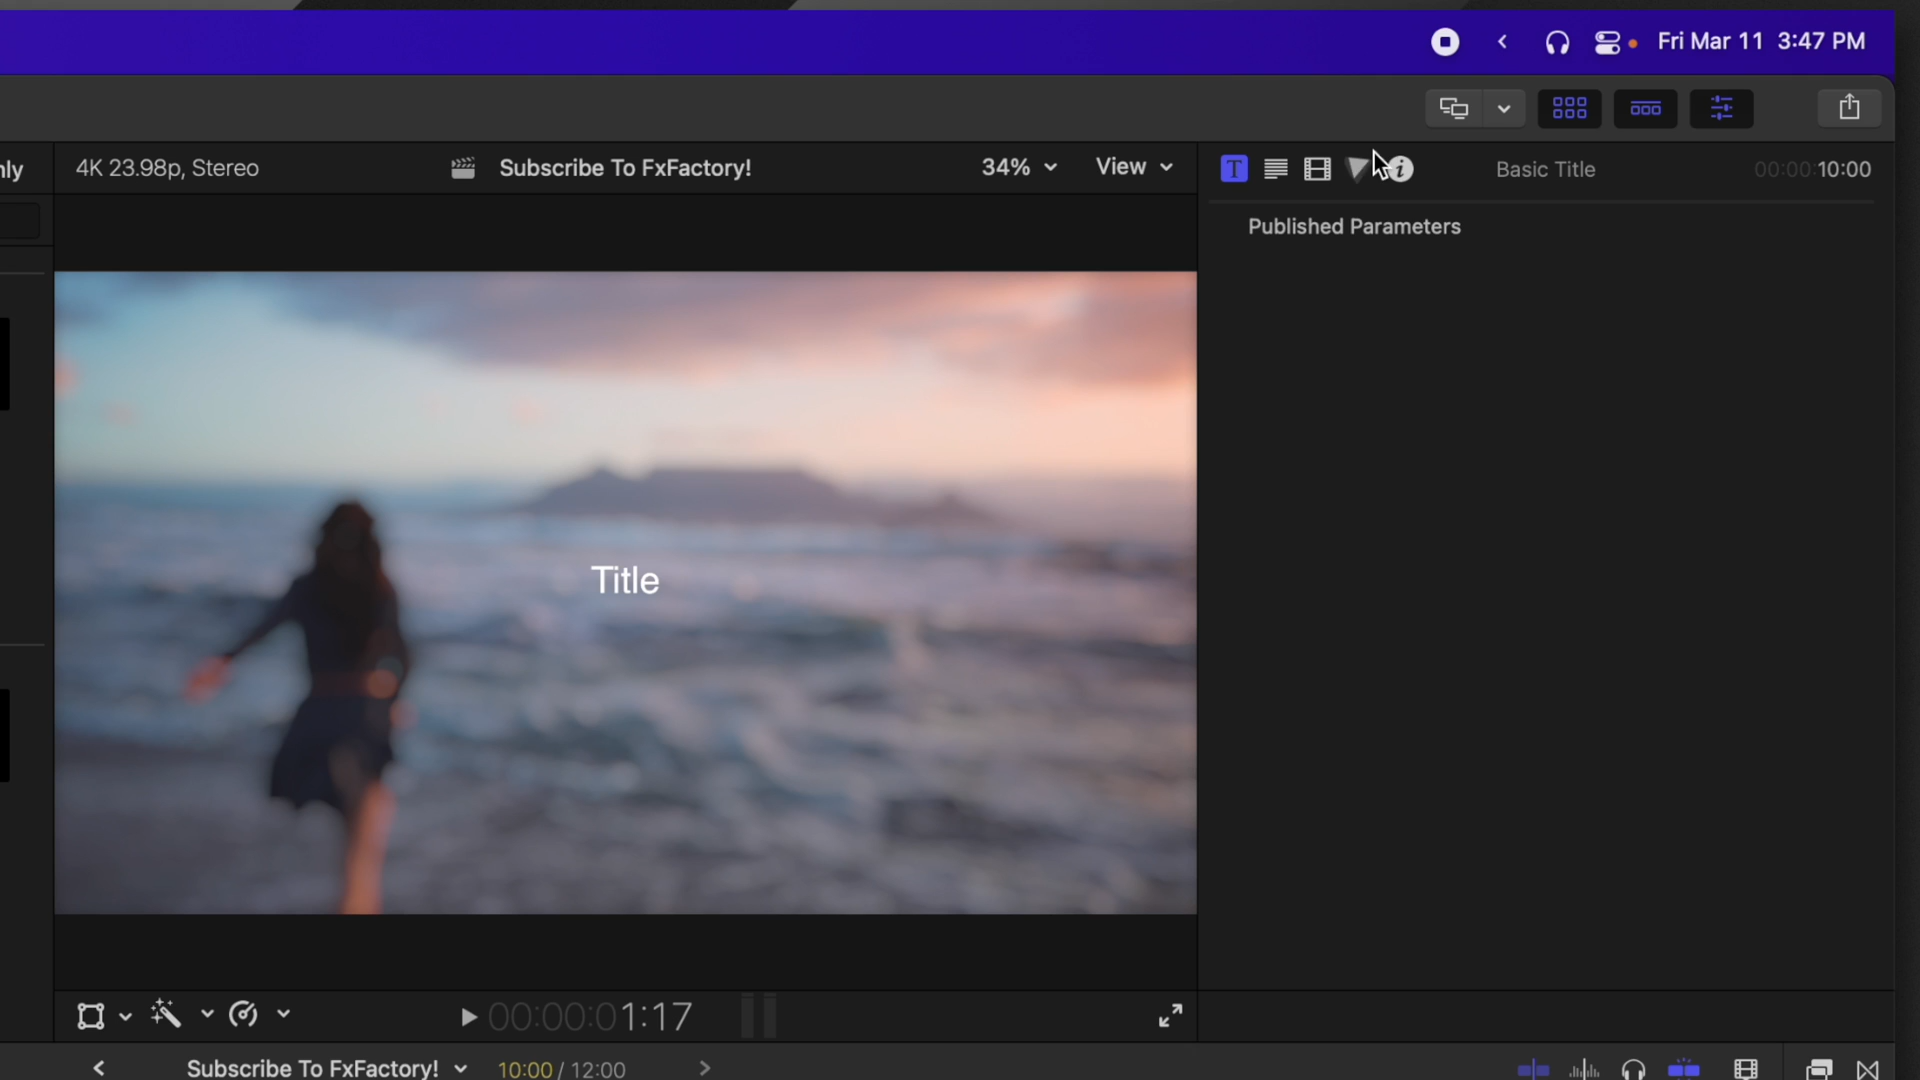 Fri Mar 11 3:47 PM
nly
4K 23.98p, Stereo
Subscribe To FxFactory!
34%
View
T
i
Basic Title
00:00:10:00
Published Parameters
Title
00:00:01:17
Subscribe To FxFactory!
10:00 / 12:00